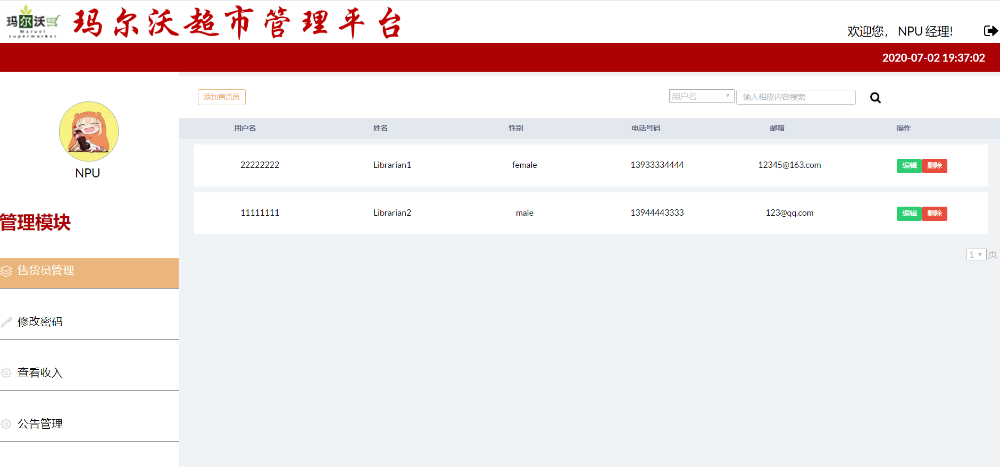 玛尔沃
Marvol
supermarket
玛尔沃超市管理平台
欢迎您， NPU 经理!
2020-07-02 19:37:02
NPU
管理模块
售货员管理
修改密码
查看收入
公告管理
添加售货员
用户名
输入相应内容搜索
用户名 姓名 性别 电话号码 邮箱 操作
22222222 Librarian1 female 13933334444 12345@163.com 编辑 删除
11111111 Librarian2 male 13944443333 123@qq.com 编辑 删除
1 页